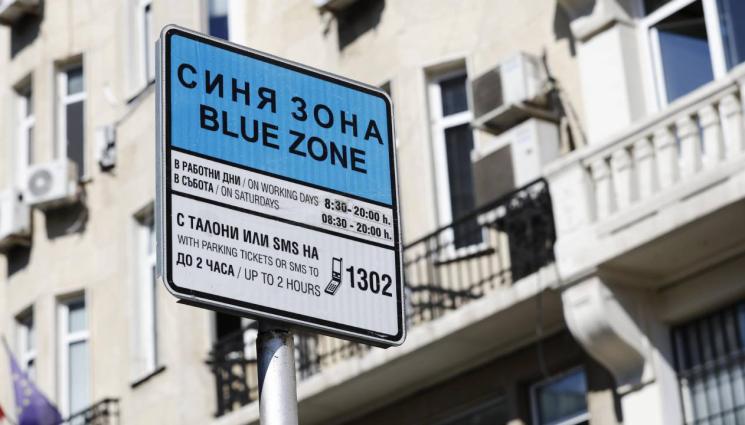 СИНЯ ЗОНА
BLUE ZONE
В РАБОТНИ ДНИ / ON WORKING DAYS 8:30- 20:00 h.
В СЪБОТА / ON SATURDAYS 08:30 - 20:00 h.
С ТАЛОНИ ИЛИ SMS НА
WITH PARKING TICKETS OR SMS TO
ДО 2 ЧАСА / UP TO 2 HOURS
1302